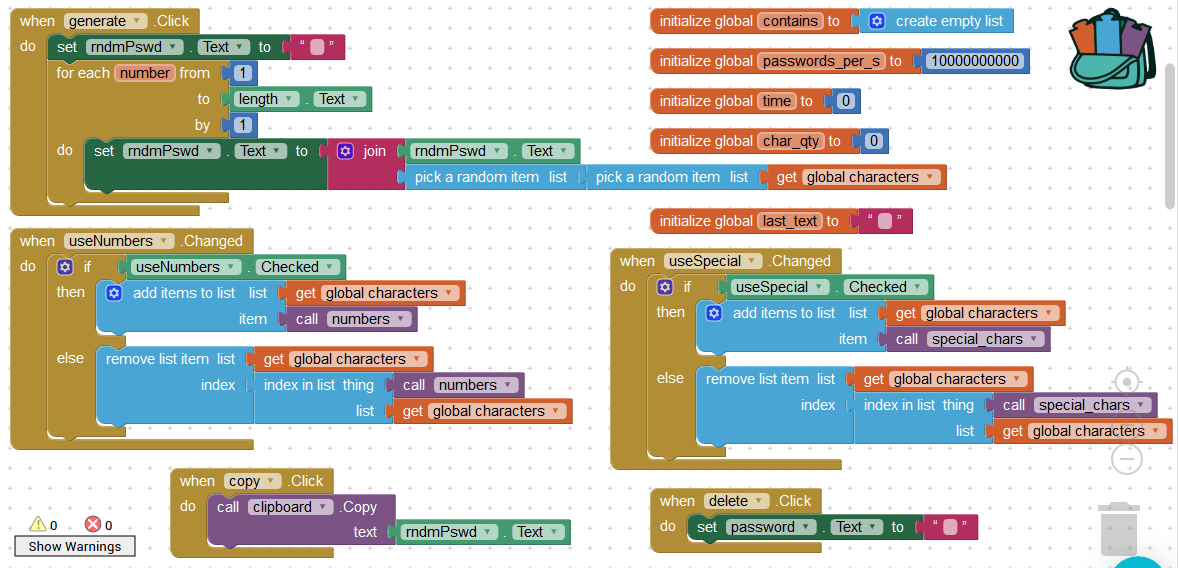 when generate .Click
do set rndmPswd . Text to “ ”
for each number from 1
to length . Text
by 1
do set rndmPswd . Text to join rndmPswd . Text
pick a random item list pick a random item list get global characters
initialize global contains to create empty list
initialize global passwords_per_s to 10000000000
initialize global time to 0
initialize global char_qty to 0
initialize global last_text to “ ”
when useNumbers .Changed
do if useNumbers . Checked
then add items to list list get global characters
item call numbers
else remove list item list get global characters
index index in list thing call numbers
list get global characters
when useSpecial .Changed
do if useSpecial . Checked
then add items to list list get global characters
item call special_chars
else remove list item list get global characters
index index in list thing call special_chars
list get global characters
when copy .Click
do call clipboard .Copy
text rndmPswd . Text
when delete .Click
do set password . Text to “ ”
0 0
Show Warnings